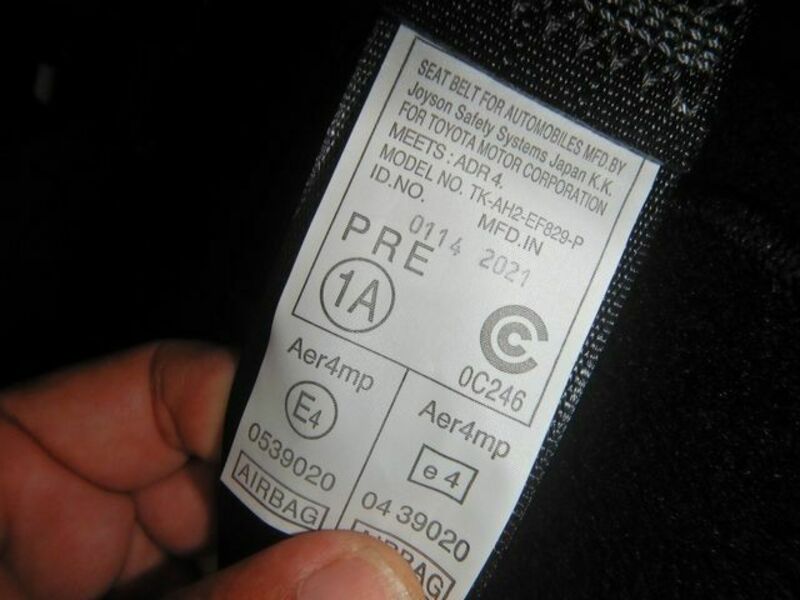 SEAT BELT FOR AUTOMOBILES MFD.BY
Joyson Safety Systems Japan K.K.
FOR TOYOTA MOTOR CORPORATION
MEETS : ADR 4.
MODEL NO. TK-AH2-EF829-P
ID.NO. MFD.IN
0114 2021
PRE
1A
C
0C246
Aer4mp
E4
0539020
AIRBAG
Aer4mp
e 4
04 39020
AIRBAG